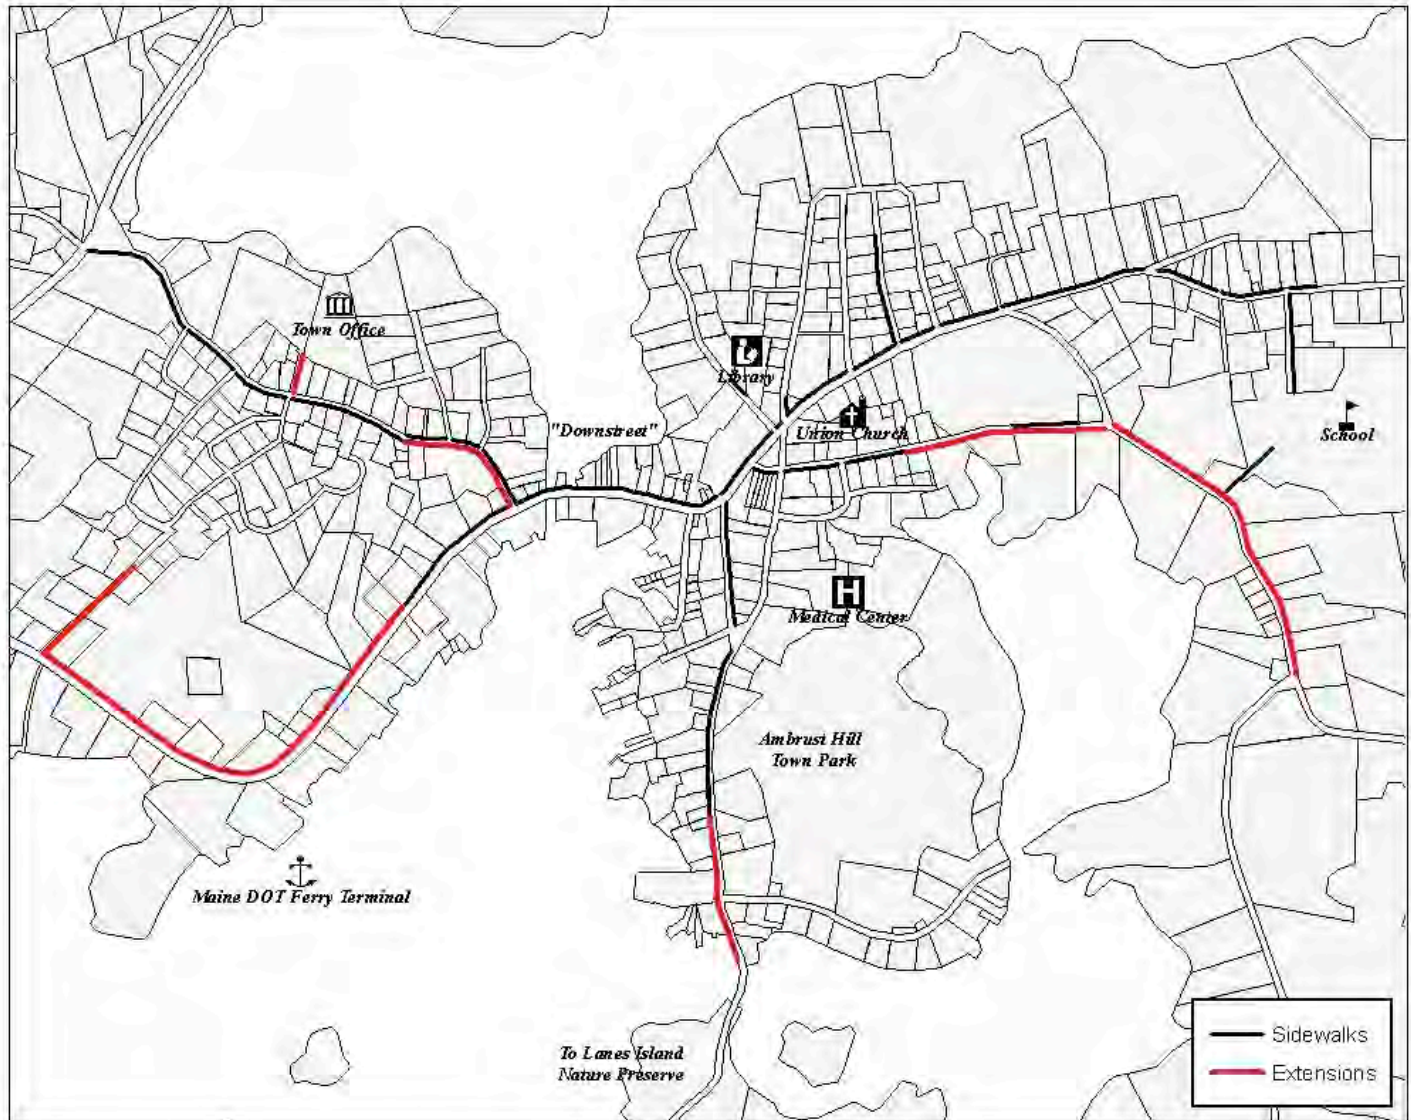 Town Office
Library
"Downstreet"
Union Church
School
H
Medical Center
Ambrust Hill
Town Park
Maine DOT Ferry Terminal
To Lanes Island
Nature Preserve
Sidewalks
Extensions